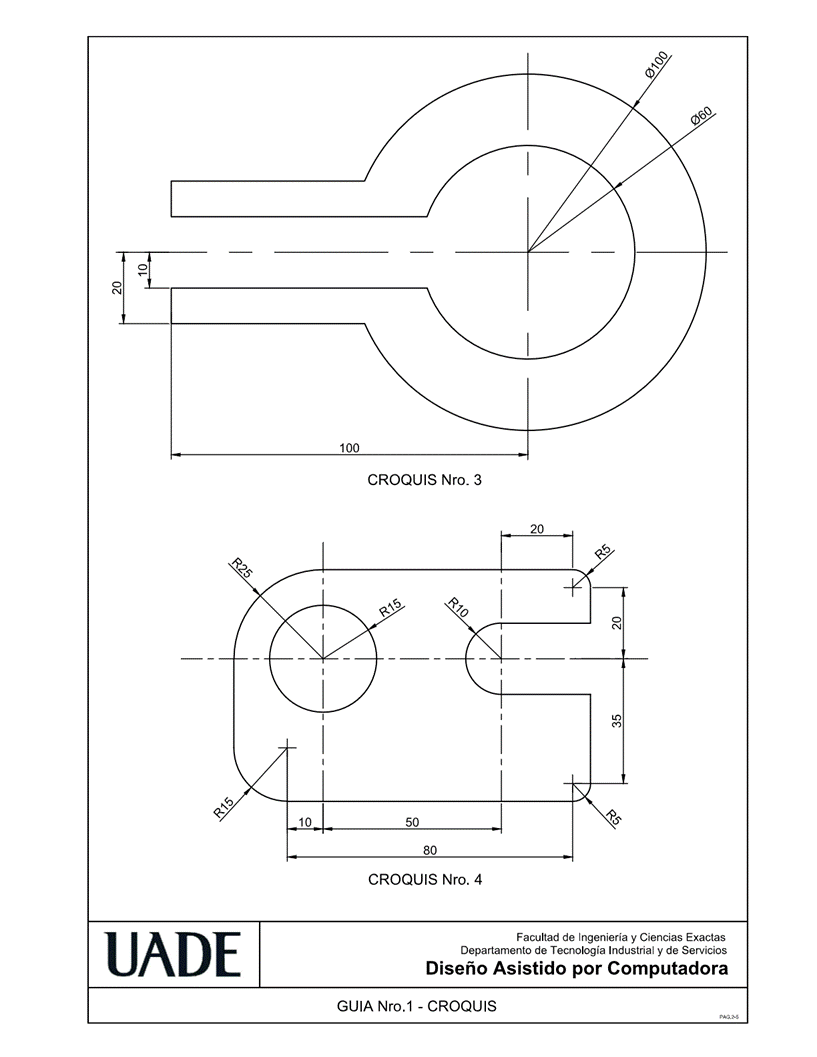 Ø100
Ø60
10
20
100
CROQUIS Nro. 3
20
R5
R25
R15
R10
20
35
R15
10
50
R5
80
CROQUIS Nro. 4
UADE
Facultad de Ingeniería y Ciencias Exactas
Departamento de Tecnología Industrial y de Servicios
Diseño Asistido por Computadora
GUIA Nro.1 - CROQUIS
PAG.2-5